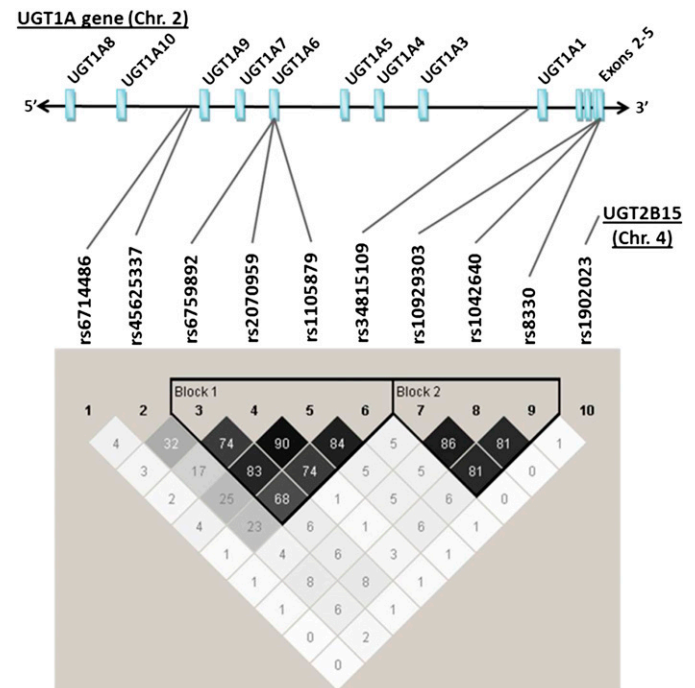 UGT1A gene (Chr. 2)
UGT1A8
UGT1A10
UGT1A9
UGT1A7
UGT1A6
UGT1A5
UGT1A4
UGT1A3
UGT1A1
Exons 2-5
5’
3’
UGT2B15
(Chr. 4)
rs6714486
rs45625337
rs6759892
rs2070959
rs1105879
rs34815109
rs10929303
rs1042640
rs8330
rs1902023
Block 1
Block 2
1 2 3 4 5 6 7 8 9 10
4 32 74 90 84 5 86 81 1
3 17 83 74 5 5 81 0
2 25 68 1 5 6 0
4 23 6 1 6 1
1 4 6 3 1
1 8 8 1
1 6 1
0 2
0